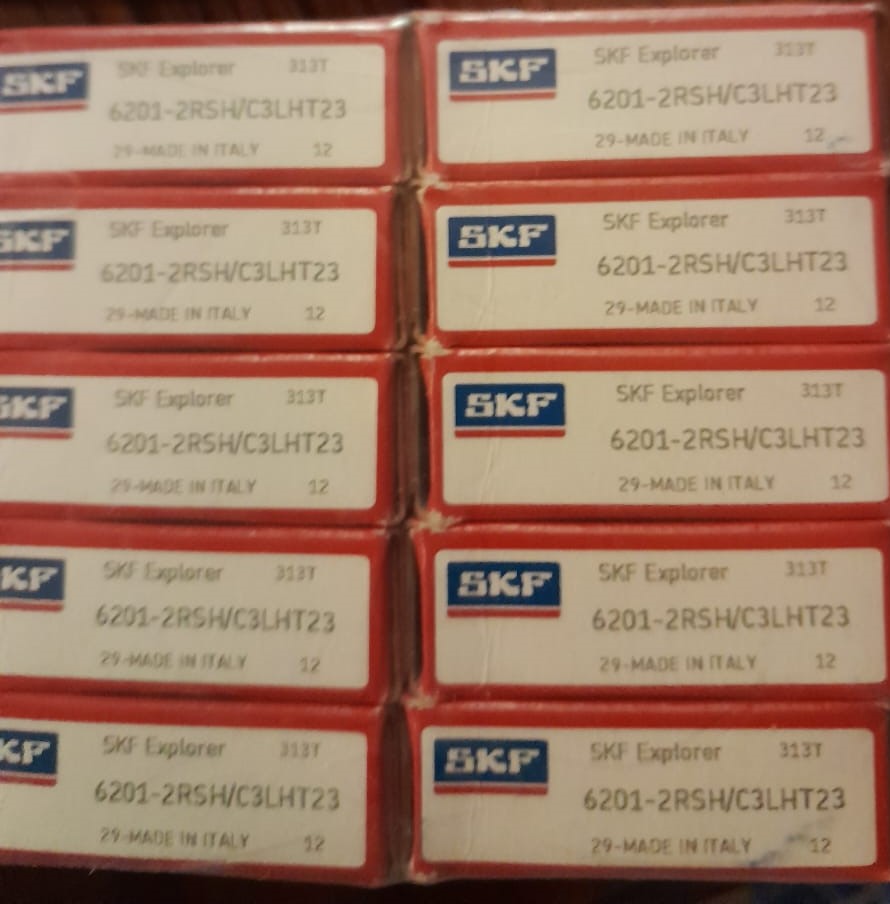 SKF SKF Explorer 313T
6201-2RSH/C3LHT23
29-MADE IN ITALY 12
SKF SKF Explorer 313T
6201-2RSH/C3LHT23
29-MADE IN ITALY 12
SKF SKF Explorer 313T
6201-2RSH/C3LHT23
29-MADE IN ITALY 12
SKF SKF Explorer 313T
6201-2RSH/C3LHT23
29-MADE IN ITALY 12
SKF SKF Explorer 313T
6201-2RSH/C3LHT23
29-MADE IN ITALY 12
SKF SKF Explorer 313T
6201-2RSH/C3LHT23
29-MADE IN ITALY 12
KF SKF Explorer 313T
6201-2RSH/C3LHT23
29-MADE IN ITALY 12
SKF SKF Explorer 313T
6201-2RSH/C3LHT23
29-MADE IN ITALY 12
KF SKF Explorer 313T
6201-2RSH/C3LHT23
29-MADE IN ITALY 12
SKF SKF Explorer 313T
6201-2RSH/C3LHT23
29-MADE IN ITALY 12